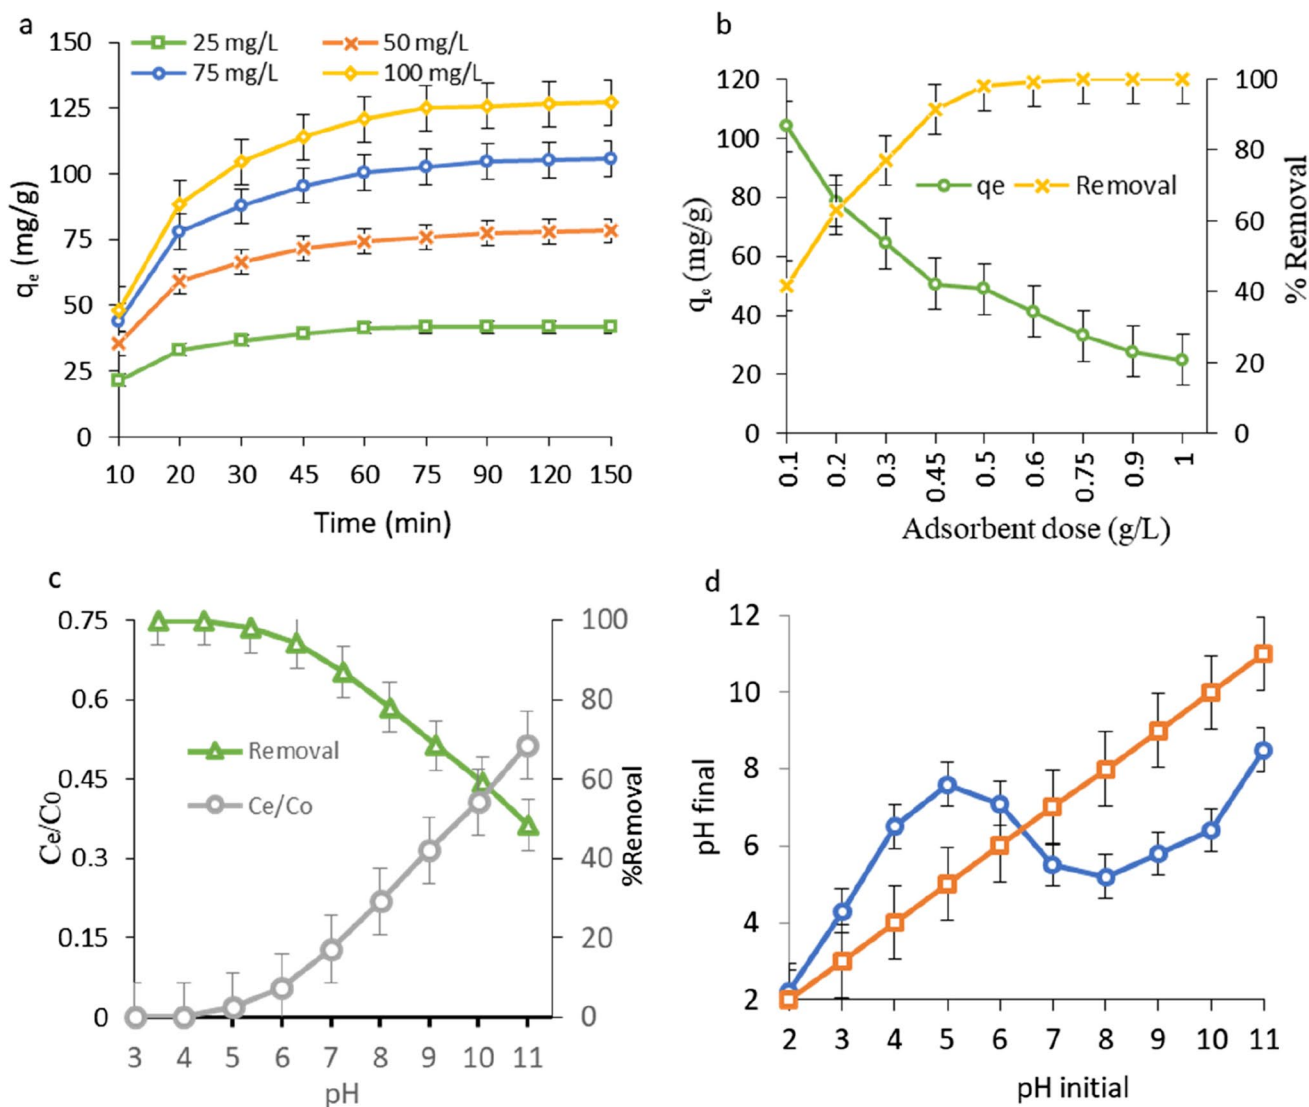 a
150
125
100
75
50
25
0
qe (mg/g)
25 mg/L
50 mg/L
75 mg/L
100 mg/L
10 20 30 45 60 75 90 120 150
Time (min)
b
120
100
80
60
40
20
0
qe (mg/g)
qe
Removal
100
80
60
40
20
0
% Removal
0.1 0.2 0.3 0.45 0.5 0.6 0.75 0.9 1
Adsorbent dose (g/L)
c
0.75
0.6
0.45
0.3
0.15
0
Ce/C0
Removal
Ce/Co
100
80
60
40
20
0
%Removal
3 4 5 6 7 8 9 10 11
pH
d
12
10
8
6
4
2
pH final
2 3 4 5 6 7 8 9 10 11
pH initial